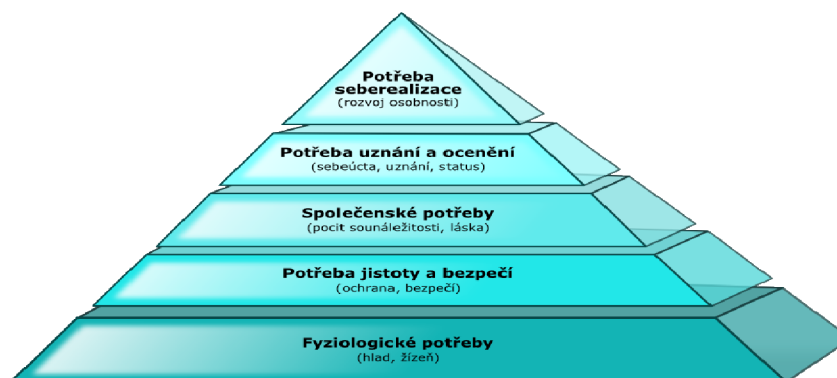 Potřeba
seberealizace
(rozvoj osobnosti)
Potřeba uznání a ocenění
(sebeúcta, uznání, status)
Společenské potřeby
(pocit sounáležitosti, láska)
Potřeba jistoty a bezpečí
(ochrana, bezpečí)
Fyziologické potřeby
(hlad, žízeň)